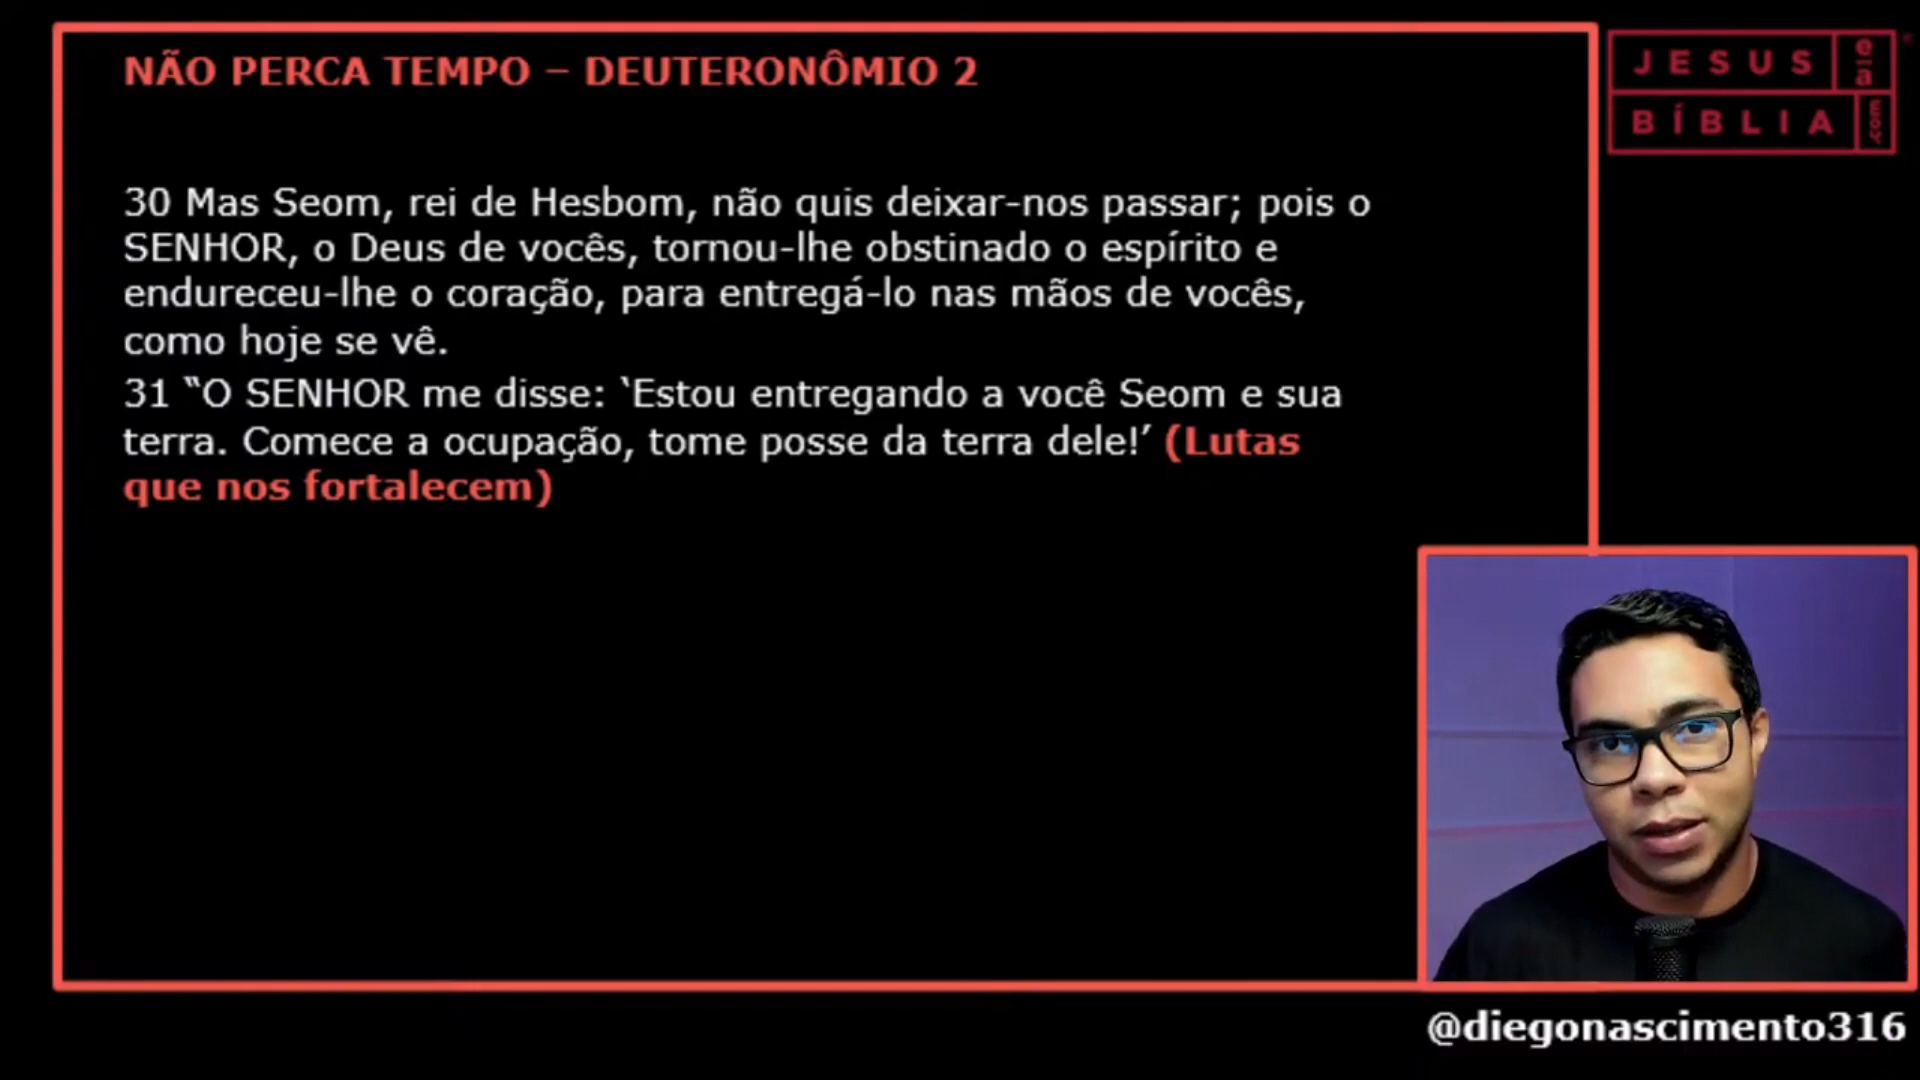 NÃO PERCA TEMPO – DEUTERONÔMIO 2
JESUS e a
BÍBLIA .com
30 Mas Seom, rei de Hesbom, não quis deixar-nos passar; pois o
SENHOR, o Deus de vocês, tornou-lhe obstinado o espírito e
endureceu-lhe o coração, para entregá-lo nas mãos de vocês,
como hoje se vê.
31 “O SENHOR me disse: ‘Estou entregando a você Seom e sua
terra. Comece a ocupação, tome posse da terra dele!’ (Lutas
que nos fortalecem)
@diegonascimento316